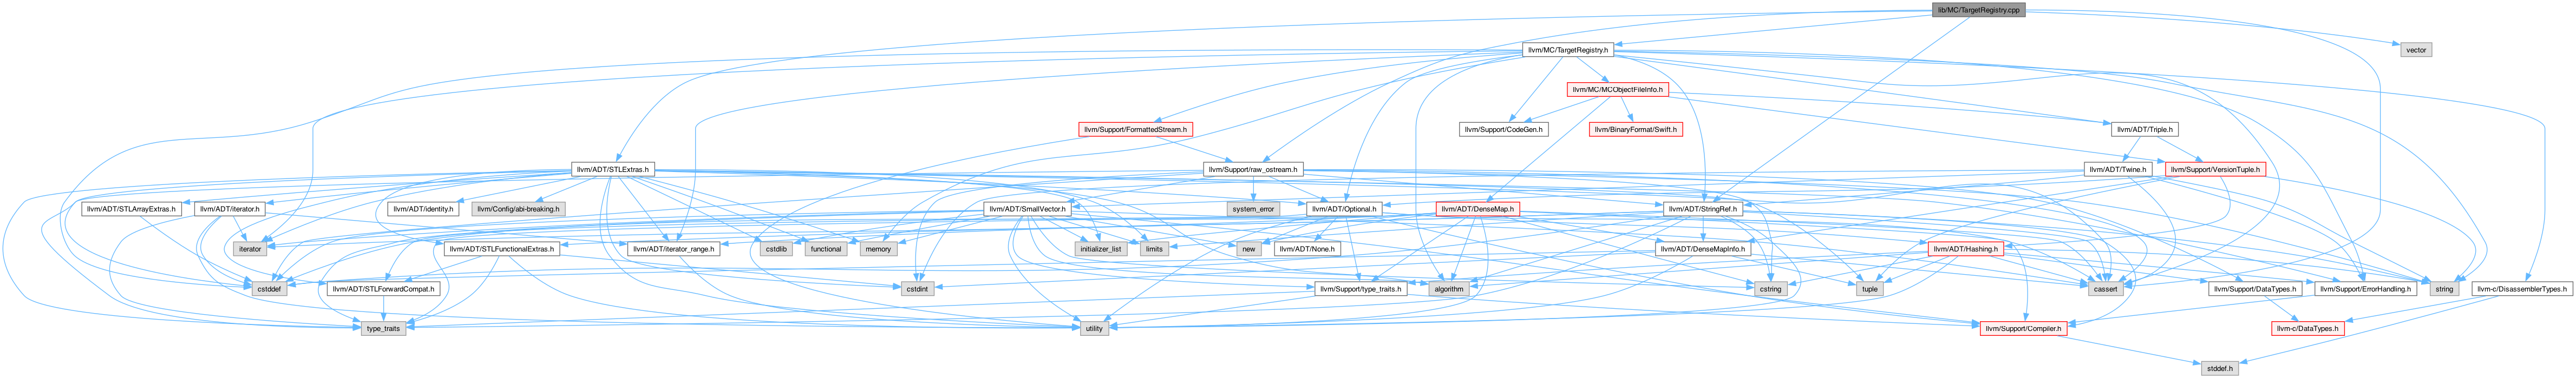 lib/MC/TargetRegistry.cpp
llvm/MC/TargetRegistry.h
vector
llvm/MC/MCObjectFileInfo.h
llvm/Support/FormattedStream.h
llvm/Support/CodeGen.h
llvm/BinaryFormat/Swift.h
llvm/ADT/Triple.h
llvm/ADT/STLExtras.h
llvm/Support/raw_ostream.h
llvm/ADT/Twine.h
llvm/Support/VersionTuple.h
llvm/ADT/STLArrayExtras.h
llvm/ADT/iterator.h
llvm/ADT/identity.h
llvm/Config/abi-breaking.h
system_error
llvm/ADT/SmallVector.h
llvm/ADT/Optional.h
llvm/ADT/DenseMap.h
llvm/ADT/StringRef.h
iterator
llvm/ADT/STLFunctionalExtras.h
llvm/ADT/iterator_range.h
cstdlib
functional
memory
initializer_list
limits
new
llvm/ADT/None.h
llvm/ADT/DenseMapInfo.h
llvm/ADT/Hashing.h
cstddef
llvm/ADT/STLForwardCompat.h
cstdint
llvm/Support/type_traits.h
algorithm
cstring
tuple
cassert
llvm/Support/DataTypes.h
llvm/Support/ErrorHandling.h
string
llvm-c/DisassemblerTypes.h
type_traits
utility
llvm/Support/Compiler.h
llvm-c/DataTypes.h
stddef.h